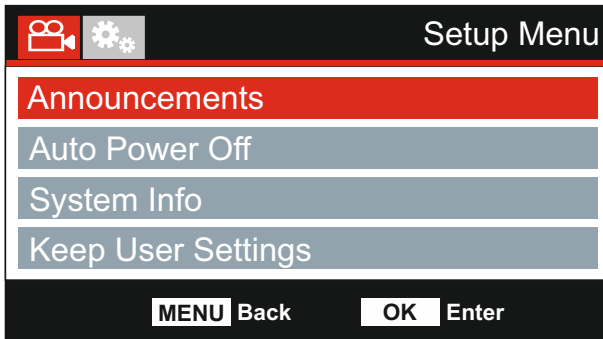 Setup Menu
Announcements
Auto Power Off
System Info
Keep User Settings
MENU Back OK Enter